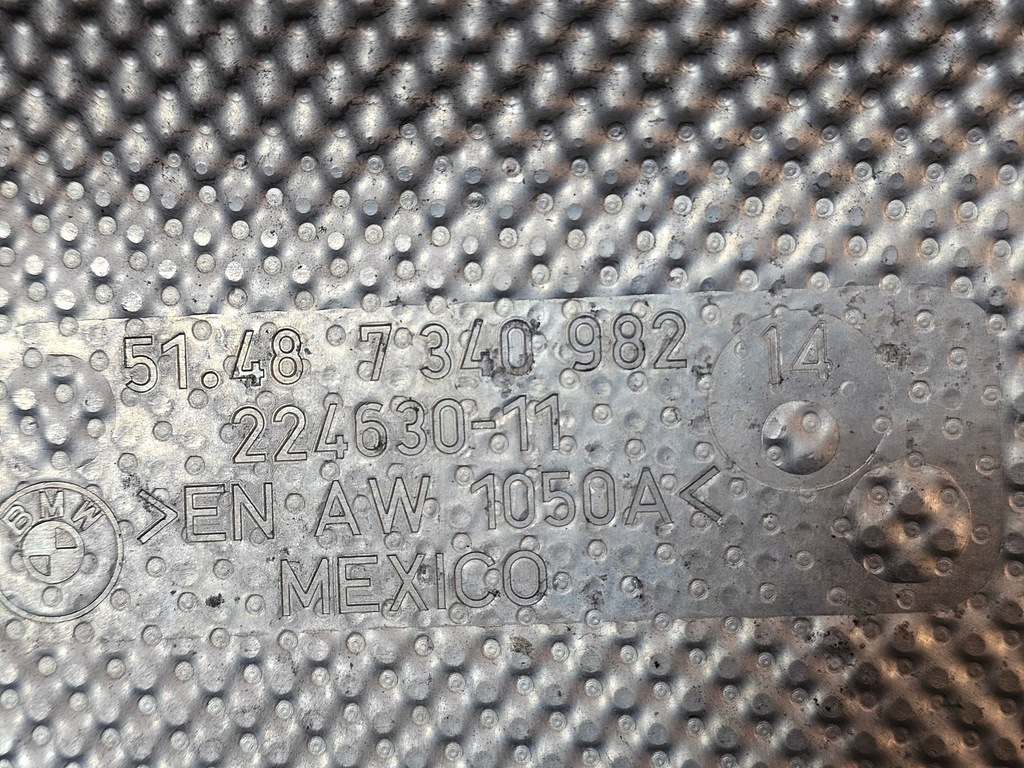 51.48 7 340 982 14
224630-11
BMW
>EN AW 1050A<
MEXICO